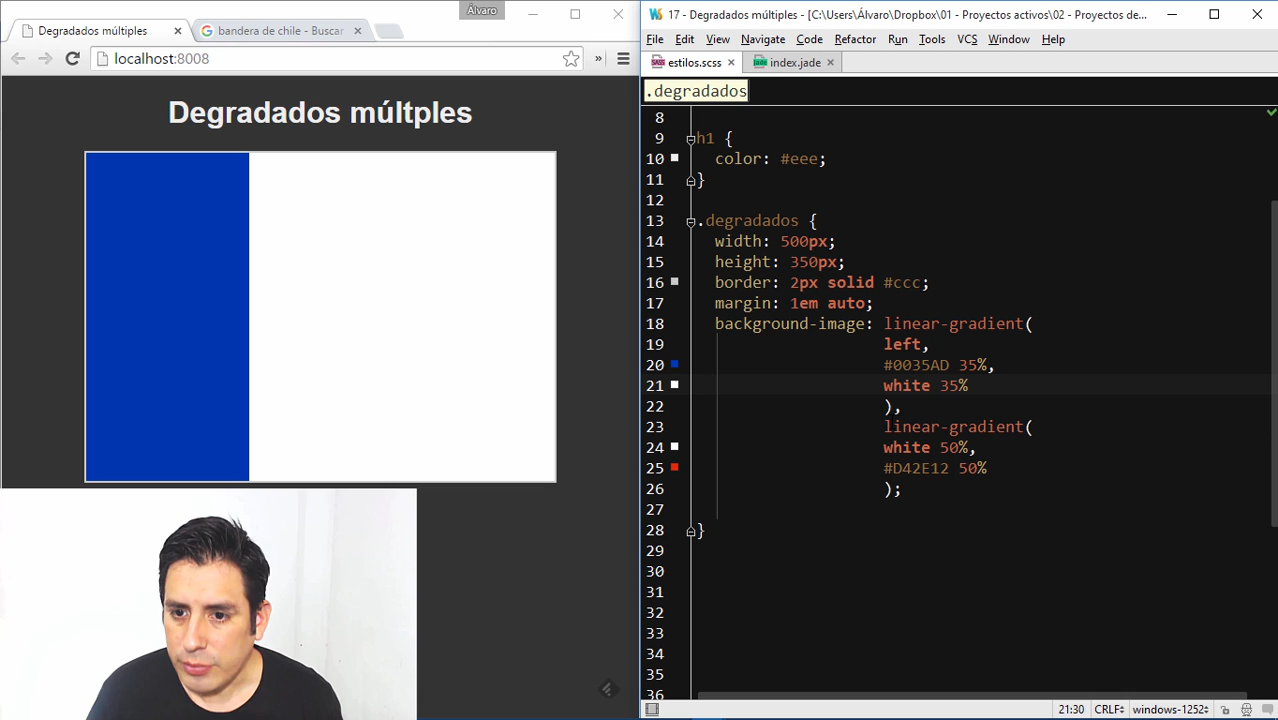 Álvaro
Degradados múltiples
bandera de chile - Buscar
localhost:8208
»
Degradados múltples
17 - Degradados múltiples - [C:\Users\Álvaro\Dropbox\01 - Proyectos activos\02 - Proyectos de...
File Edit View Navigate Code Refactor Run Tools VCS Window Help
estilos.scss
index.jade
.degradados
8
9 h1 {
10 color: #eee;
11 }
12
13 .degradados {
14 width: 500px;
15 height: 350px;
16 border: 2px solid #ccc;
17 margin: 1em auto;
18 background-image: linear-gradient(
19 left,
20 #0035AD 35%,
21 white 35%
22 ),
23 linear-gradient(
24 white 50%,
25 #D42E12 50%
26 );
27
28 }
29
30
31
32
33
34
35
36
21:30 CRLF windows-1252